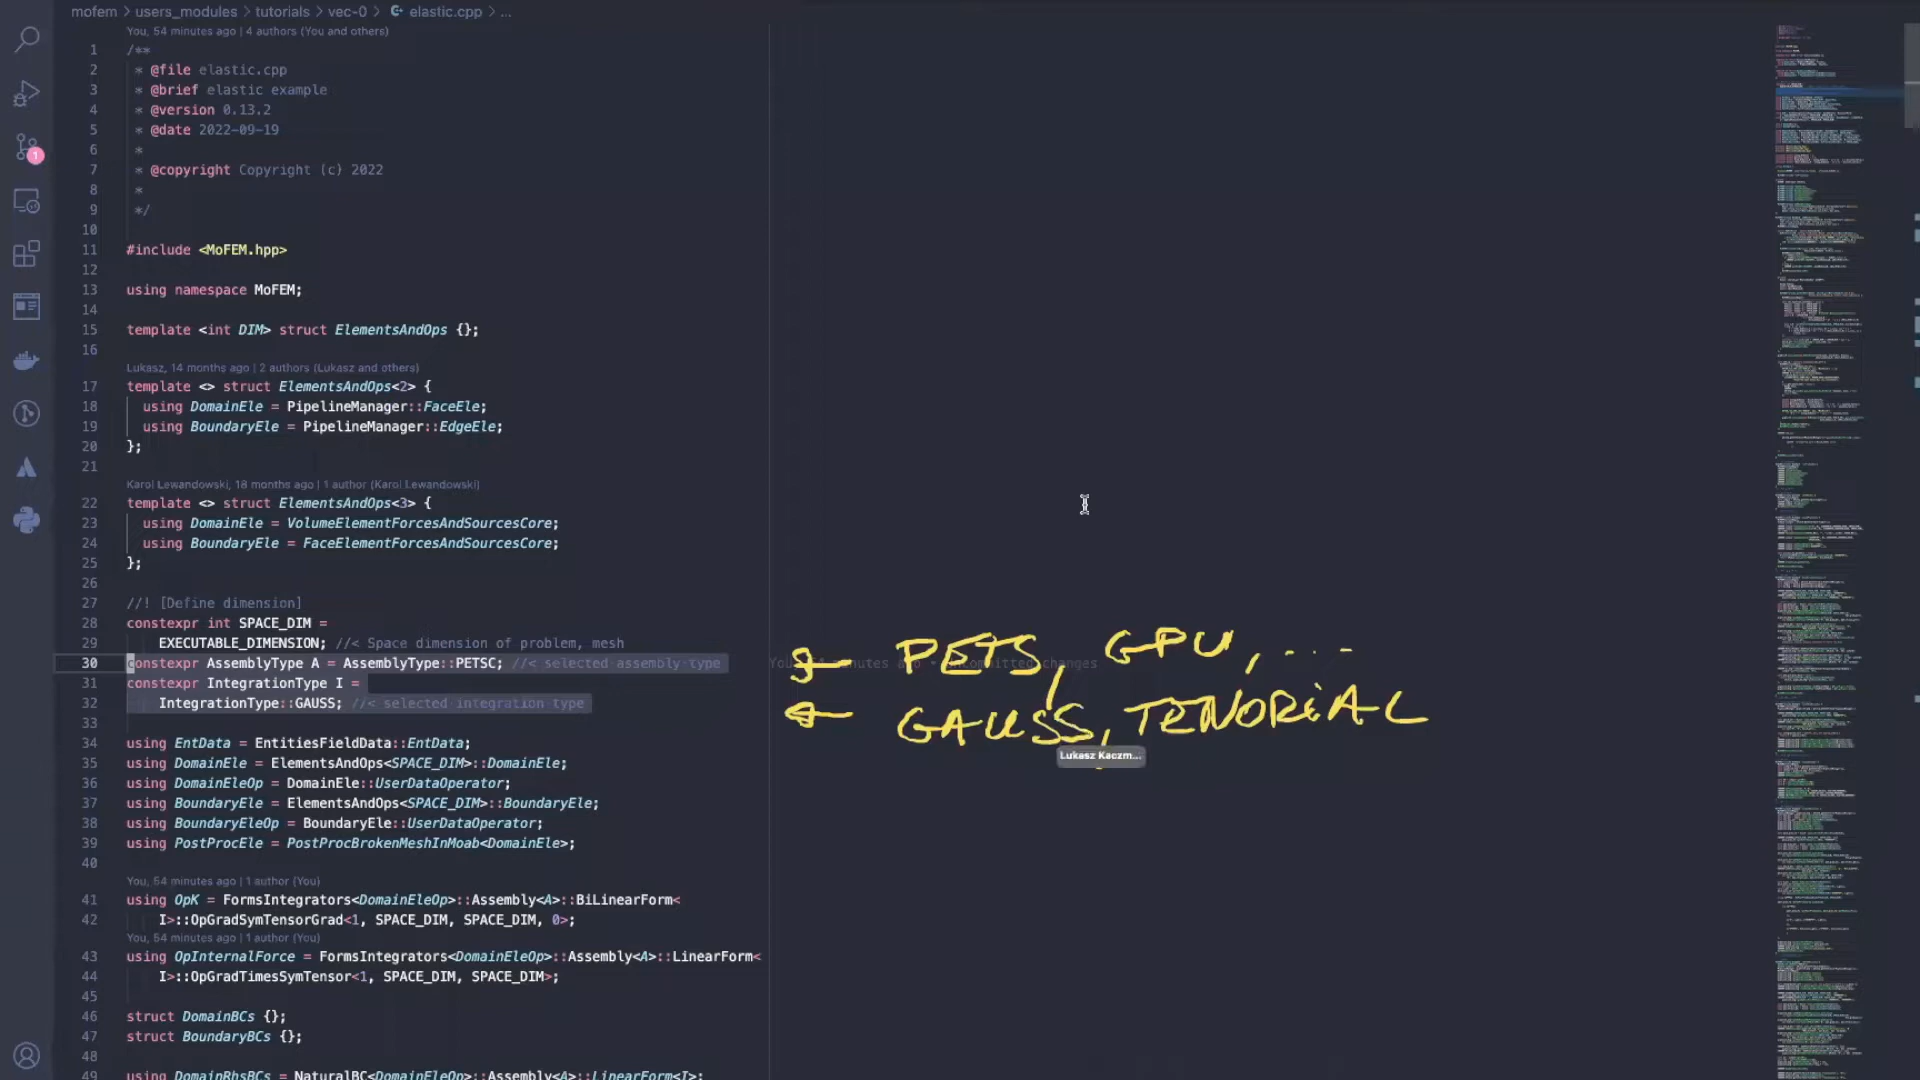 mofem > users_modules > tutorials > vec-0 > elastic.cpp > ...
You, 54 minutes ago | 4 authors (You and others)
1 /**
2 * @file elastic.cpp
3 * @brief elastic example
4 * @version 0.13.2
5 * @date 2022-09-19
6 *
7 * @copyright Copyright (c) 2022
8 *
9 */
10
11 #include <MoFEM.hpp>
12
13 using namespace MoFEM;
14
15 template <int DIM> struct ElementsAndOps {};
16
Lukasz, 14 months ago | 2 authors (Lukasz and others)
17 template <> struct ElementsAndOps<2> {
18 using DomainEle = PipelineManager::FaceEle;
19 using BoundaryEle = PipelineManager::EdgeEle;
20 };
21
Karol Lewandowski, 18 months ago | 1 author (Karol Lewandowski)
22 template <> struct ElementsAndOps<3> {
23 using DomainEle = VolumeElementForcesAndSourcesCore;
24 using BoundaryEle = FaceElementForcesAndSourcesCore;
25 };
26
27 //! [Define dimension]
28 constexpr int SPACE_DIM =
29 EXECUTABLE_DIMENSION; //< Space dimension of problem, mesh
30 constexpr AssemblyType A = AssemblyType::PETSC; //< selected assembly type
PETS, GPU, ...
31 constexpr IntegrationType I =
32 IntegrationType::GAUSS; //< selected integration type
GAUSS, TENORIAL
Lukasz Kaczm...
33
34 using EntData = EntitiesFieldData::EntData;
35 using DomainEle = ElementsAndOps<SPACE_DIM>::DomainEle;
36 using DomainEleOp = DomainEle::UserDataOperator;
37 using BoundaryEle = ElementsAndOps<SPACE_DIM>::BoundaryEle;
38 using BoundaryEleOp = BoundaryEle::UserDataOperator;
39 using PostProcEle = PostProcBrokenMeshInMoab<DomainEle>;
40
You, 54 minutes ago | 1 author (You)
41 using OpK = FormsIntegrators<DomainEleOp>::Assembly<A>::BiLinearForm<
42 I>::OpGradSymTensorGrad<1, SPACE_DIM, SPACE_DIM, 0>;
You, 54 minutes ago | 1 author (You)
43 using OpInternalForce = FormsIntegrators<DomainEleOp>::Assembly<A>::LinearForm<
44 I>::OpGradTimesSymTensor<1, SPACE_DIM, SPACE_DIM>;
45
46 struct DomainBCs {};
47 struct BoundaryBCs {};
48
49 using DomainRhsBCs = NaturalBC<DomainEleOp>::Assembly<A>::LinearForm<I>;